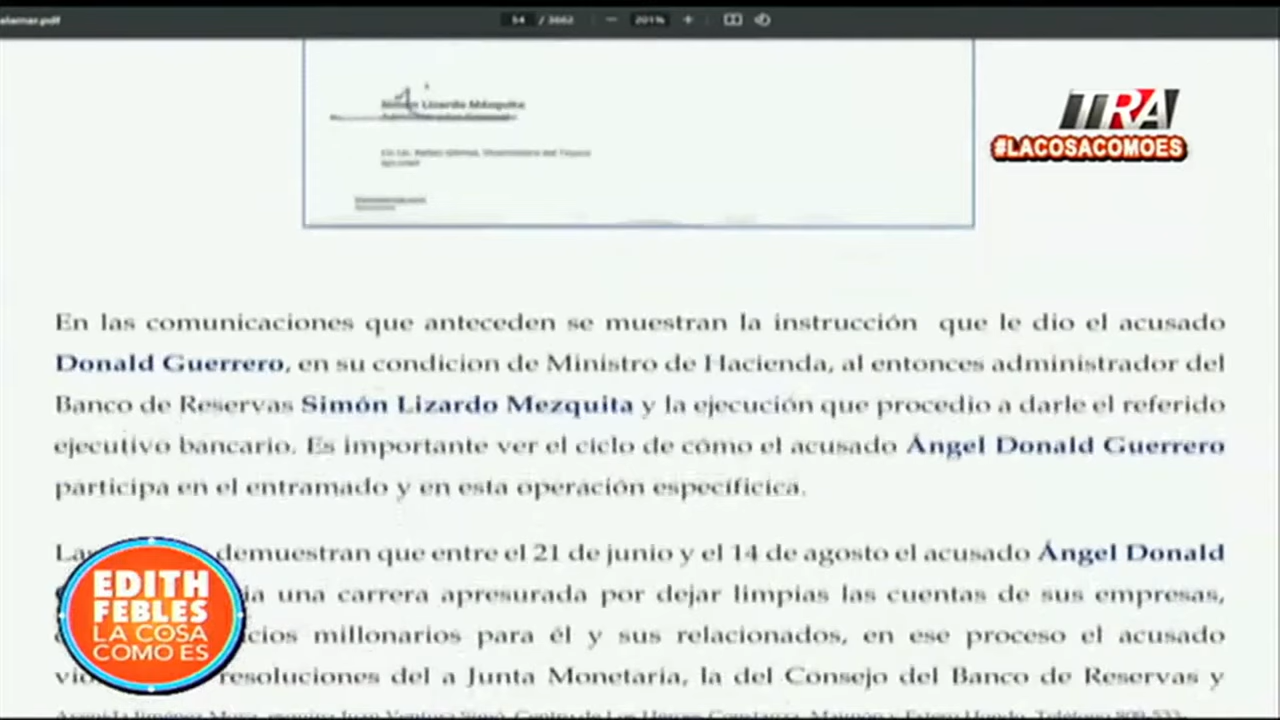 alamar.pdf
54 / 3662
201%
TRA
#LACOSACOMOES
Simón Lizardo Mézquita
En las comunicaciones que anteceden se muestran la instrucción que le dio el acusado
Donald Guerrero, en su condicion de Ministro de Hacienda, al entonces administrador del
Banco de Reservas Simón Lizardo Mezquita y la ejecución que procedio a darle el referido
ejecutivo bancario. Es importante ver el ciclo de cómo el acusado Ángel Donald Guerrero
participa en el entramado y en esta operación específicica.
demuestran que entre el 21 de junio y el 14 de agosto el acusado Ángel Donald
una carrera apresurada por dejar limpias las cuentas de sus empresas,
millonarios para él y sus relacionados, en ese proceso el acusado
resoluciones del a Junta Monetaria, la del Consejo del Banco de Reservas y
EDITH
FEBLES
LA COSA
COMO ES